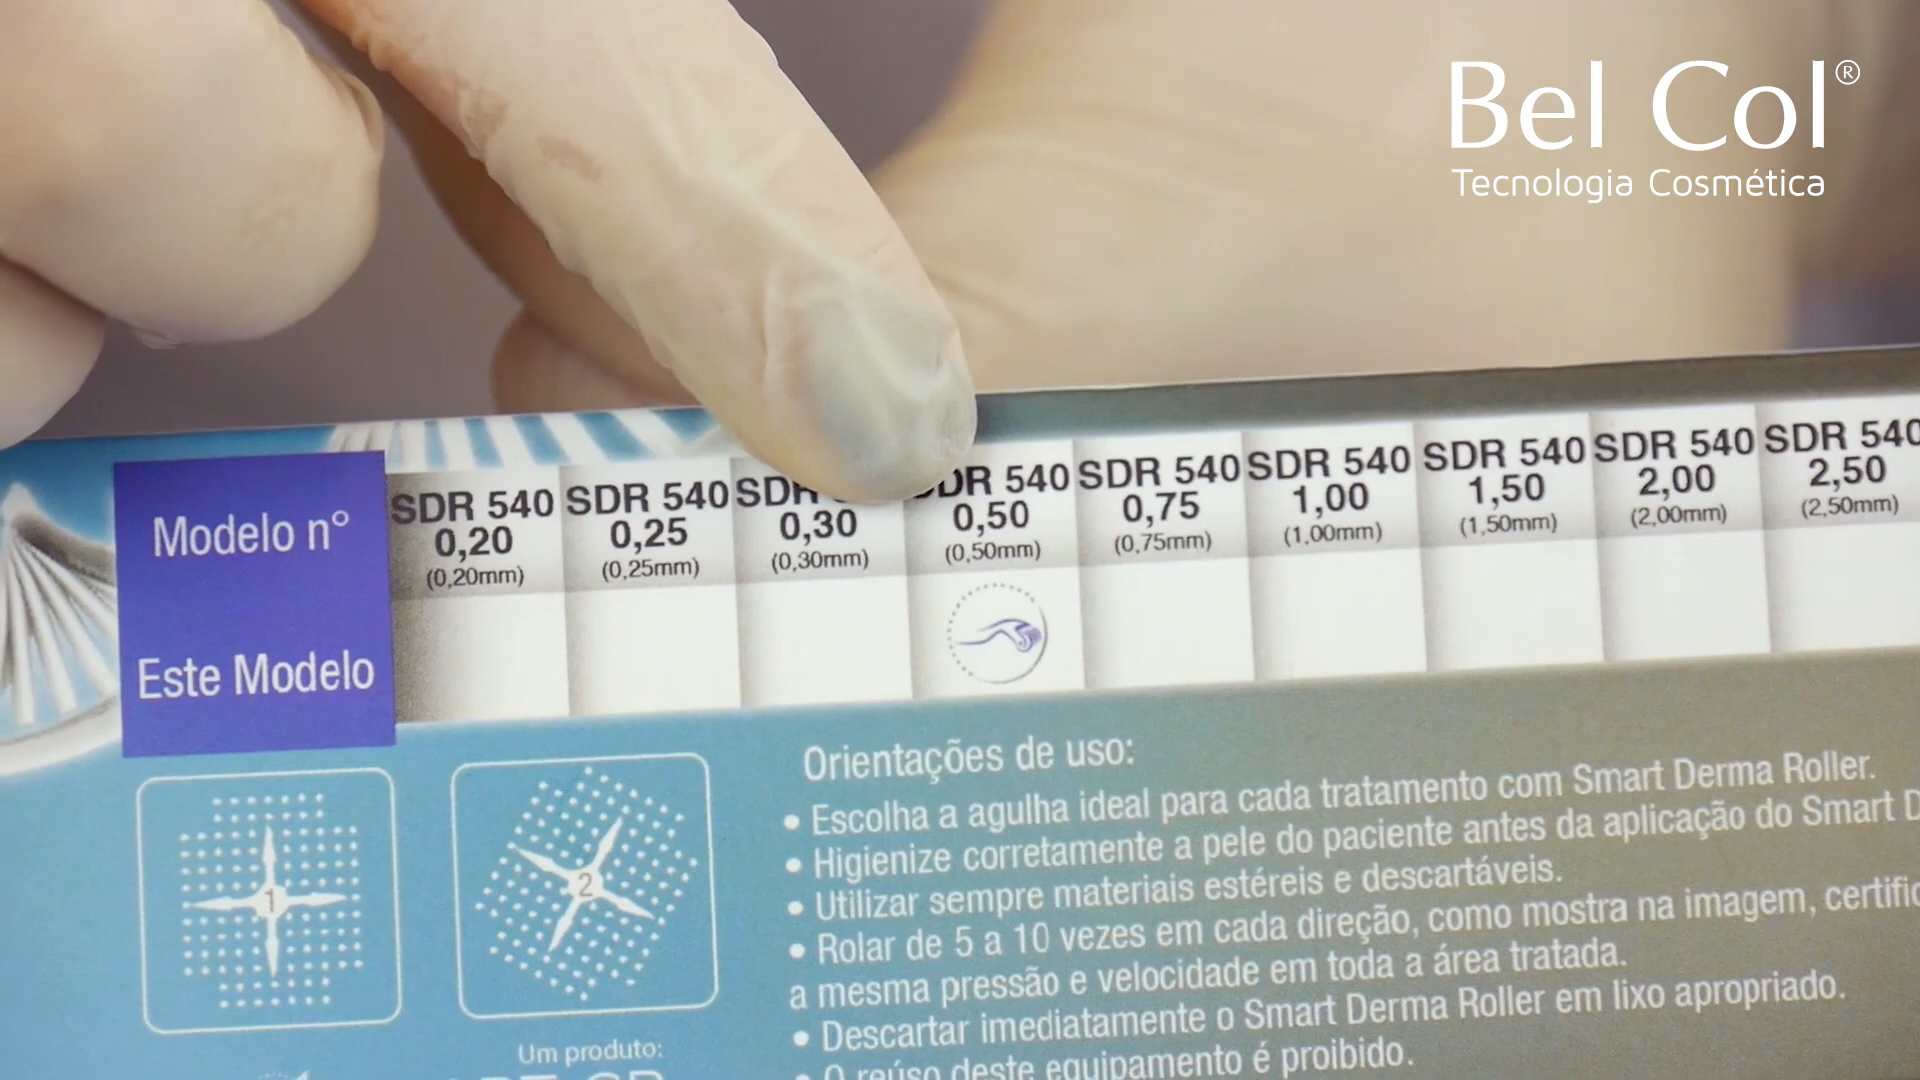 Bel Col®
Tecnologia Cosmética
Modelo nº
SDR 540 0,20 (0,20mm)
SDR 540 0,25 (0,25mm)
0,30 (0,30mm)
540 0,50 (0,50mm)
SDR 540 0,75 (0,75mm)
SDR 540 1,00 (1,00mm)
SDR 540 1,50 (1,50mm)
SDR 540 2,00 (2,00mm)
SDR 540 2,50 (2,50mm)
Este Modelo
1
2
Um produto:
Orientações de uso:
• Escolha a agulha ideal para cada tratamento com Smart Derma Roller.
• Higienize corretamente a pele do paciente antes da aplicação do Smart
• Utilizar sempre materiais estéreis e descartáveis.
• Rolar de 5 a 10 vezes em cada direção, como mostra na imagem,
a mesma pressão e velocidade em toda a área tratada.
• Descartar imediatamente o Smart Derma Roller em lixo apropriado.
• O reúso deste equipamento é proibido.